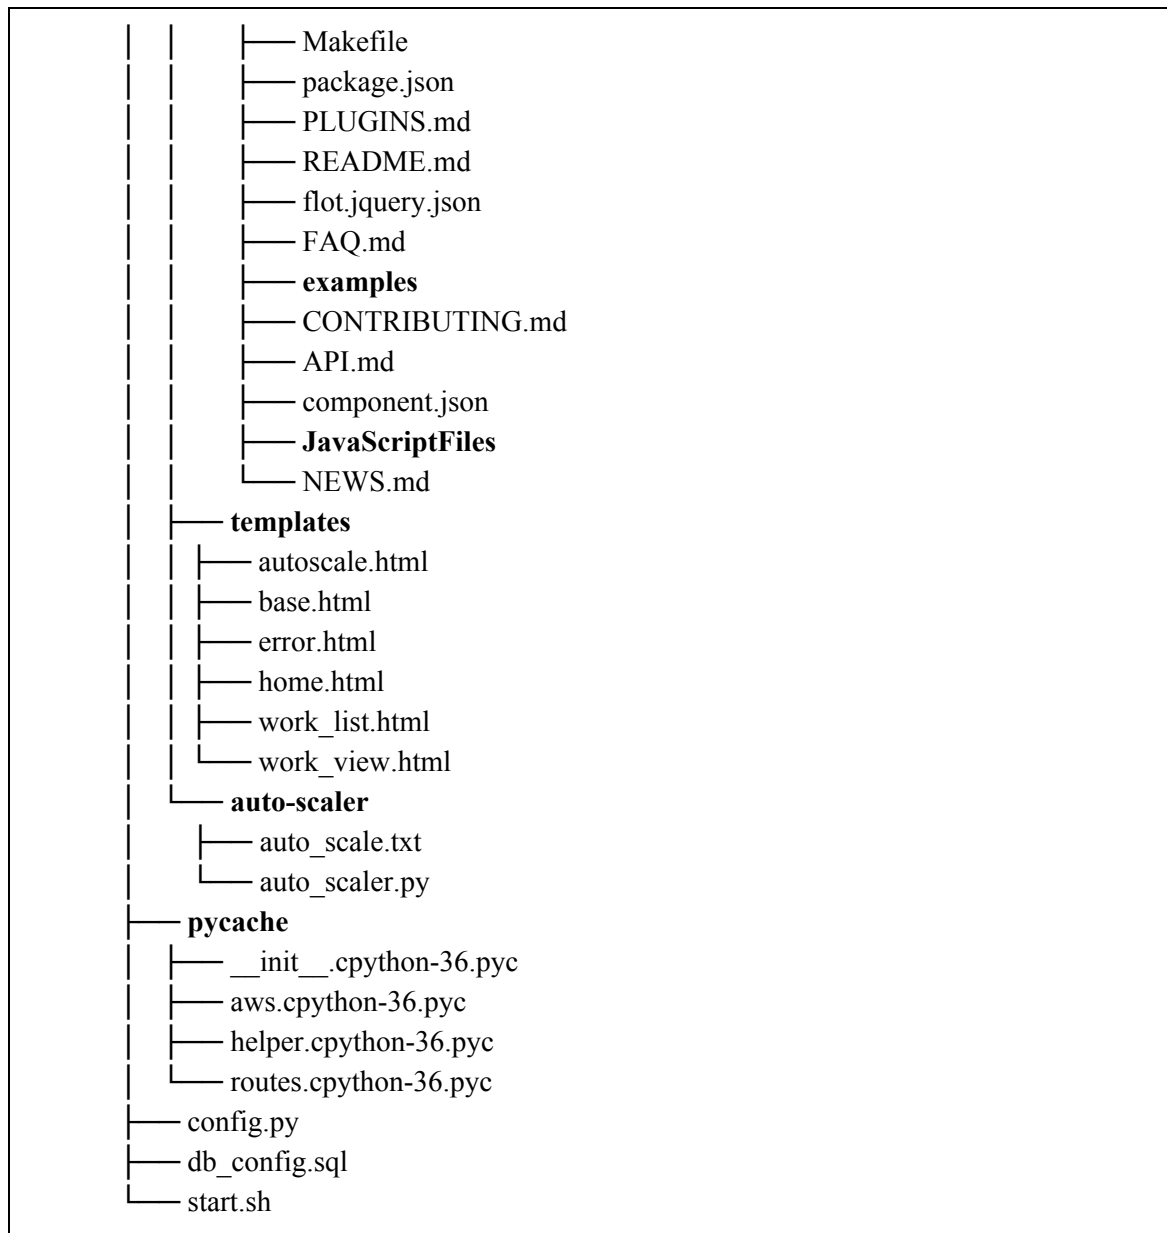 │ │ ├── Makefile
│ │ ├── package.json
│ │ ├── PLUGINS.md
│ │ ├── README.md
│ │ ├── flot.jquery.json
│ │ ├── FAQ.md
│ │ ├── examples
│ │ ├── CONTRIBUTING.md
│ │ ├── API.md
│ │ ├── component.json
│ │ ├── JavaScriptFiles
│ │ └── NEWS.md
│ ├── templates
│ │ ├── autoscale.html
│ │ ├── base.html
│ │ ├── error.html
│ │ ├── home.html
│ │ ├── work_list.html
│ │ └── work_view.html
│ └── auto-scaler
│ ├── auto_scale.txt
│ └── auto_scaler.py
├── pycache
│ ├── __init__.cpython-36.pyc
│ ├── aws.cpython-36.pyc
│ ├── helper.cpython-36.pyc
│ └── routes.cpython-36.pyc
├── config.py
├── db_config.sql
└── start.sh